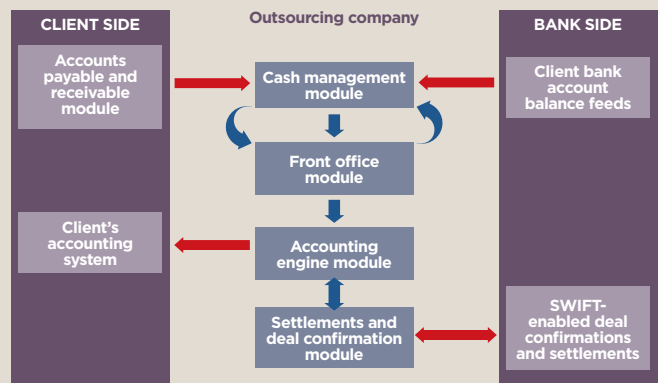 CLIENT SIDE
Accounts
payable and
receivable
module
Client's
accounting
system
Outsourcing company
Cash management
module
Front office
module
Accounting
engine module
Settlements and
deal confirmation
module
BANK SIDE
Client bank
account
balance feeds
SWIFT-
enabled deal
confirmations
and settlements